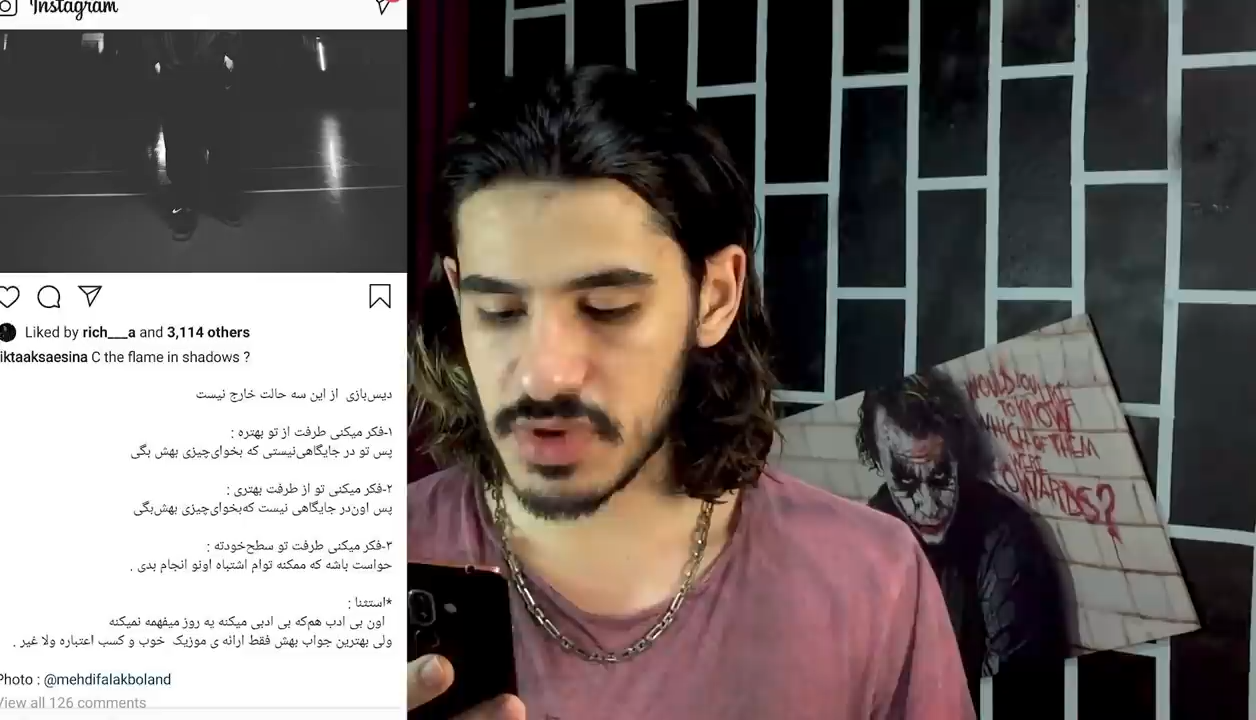 Instagram
Liked by rich___a and 3,114 others
iktaaksaesina C the flame in shadows ?
دیس‌بازی از این سه حالت خارج نیست
۱-فکر میکنی طرفت از تو بهتره :
پس تو در جایگاهی‌نیستی که بخوای‌چیزی بهش بگی
۲-فکر میکنی تو از طرفت بهتری :
پس اون‌در جایگاهی نیست که‌بخوای‌چیزی بهش‌بگی
۳-فکر میکنی طرفت تو سطح‌خودته :
حواست باشه که ممکنه توام اشتباه اونو انجام بدی .
*استثنا :
اون بی ادب هم‌که بی ادبی میکنه یه روز میفهمه نمیکنه
ولی بهترین جواب بهش فقط ارائه ی موزیک خوب و کسب اعتباره ولا غیر .
Photo : @mehdifalakboland
View all 126 comments
WOULD YOU LIKE
TO KNOW
WHICH OF THEM
WERE
COWARDS?